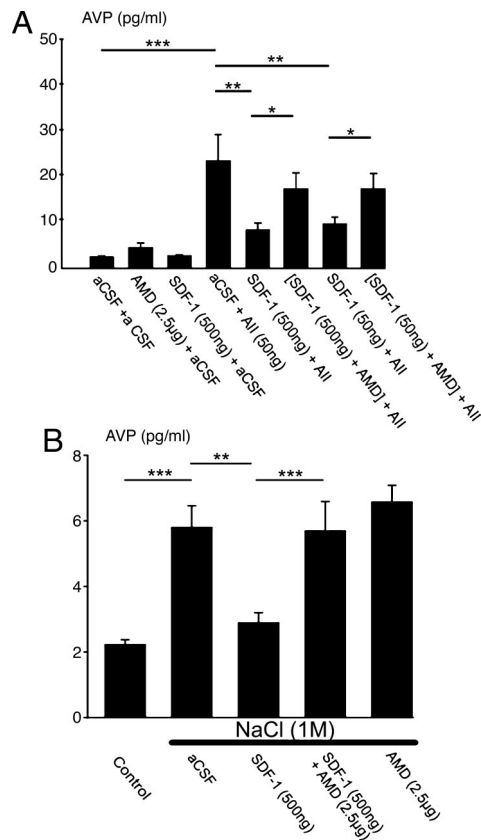 A
AVP (pg/ml)
50
40
30
20
10
0
***
**
**
*
*
aCSF +a CSF
AMD (2.5µg) + aCSF
SDF-1 (500ng) + aCSF
aCSF + AII (50ng)
SDF-1 (500ng) + AII
[SDF-1 (500ng) + AMD] + AII
SDF-1 (50ng) + AII
[SDF-1 (50ng) + AMD] + AII
B
AVP (pg/ml)
8
6
4
2
0
***
**
***
NaCl (1M)
Control
aCSF
SDF-1 (500ng)
SDF-1 (500ng)
+ AMD (2.5µg)
AMD (2.5µg)